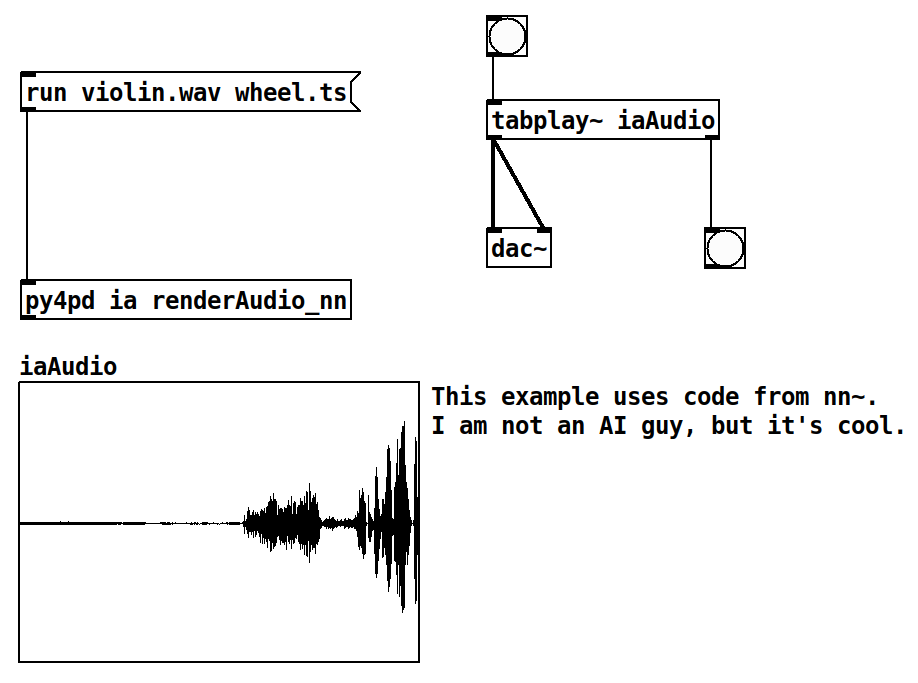 run violin.wav wheel.ts
tabplay~ iaAudio
dac~
py4pd ia renderAudio_nn
iaAudio
This example uses code from nn~.
I am not an AI guy, but it's cool.